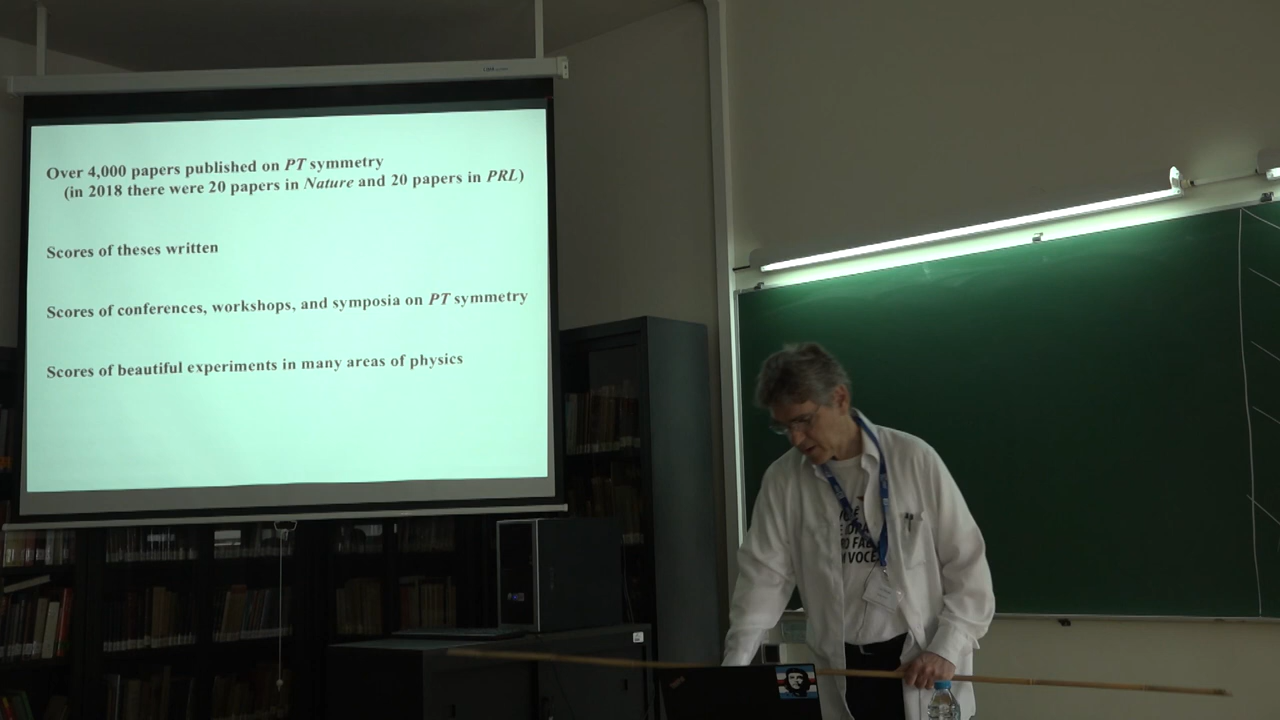 Over 4,000 papers published on PT symmetry
(in 2018 there were 20 papers in Nature and 20 papers in PRL)
Scores of theses written
Scores of conferences, workshops, and symposia on PT symmetry
Scores of beautiful experiments in many areas of physics
VOCÊ